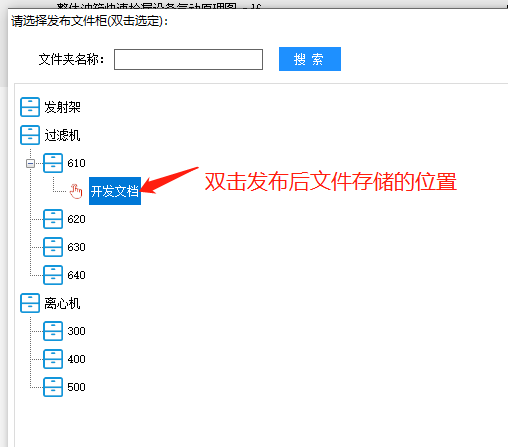 请选择发布文件柜(双击选定):
文件夹名称:
搜 索
发射架
过滤机
610
开发文档
双击发布后文件存储的位置
620
630
640
离心机
300
400
500